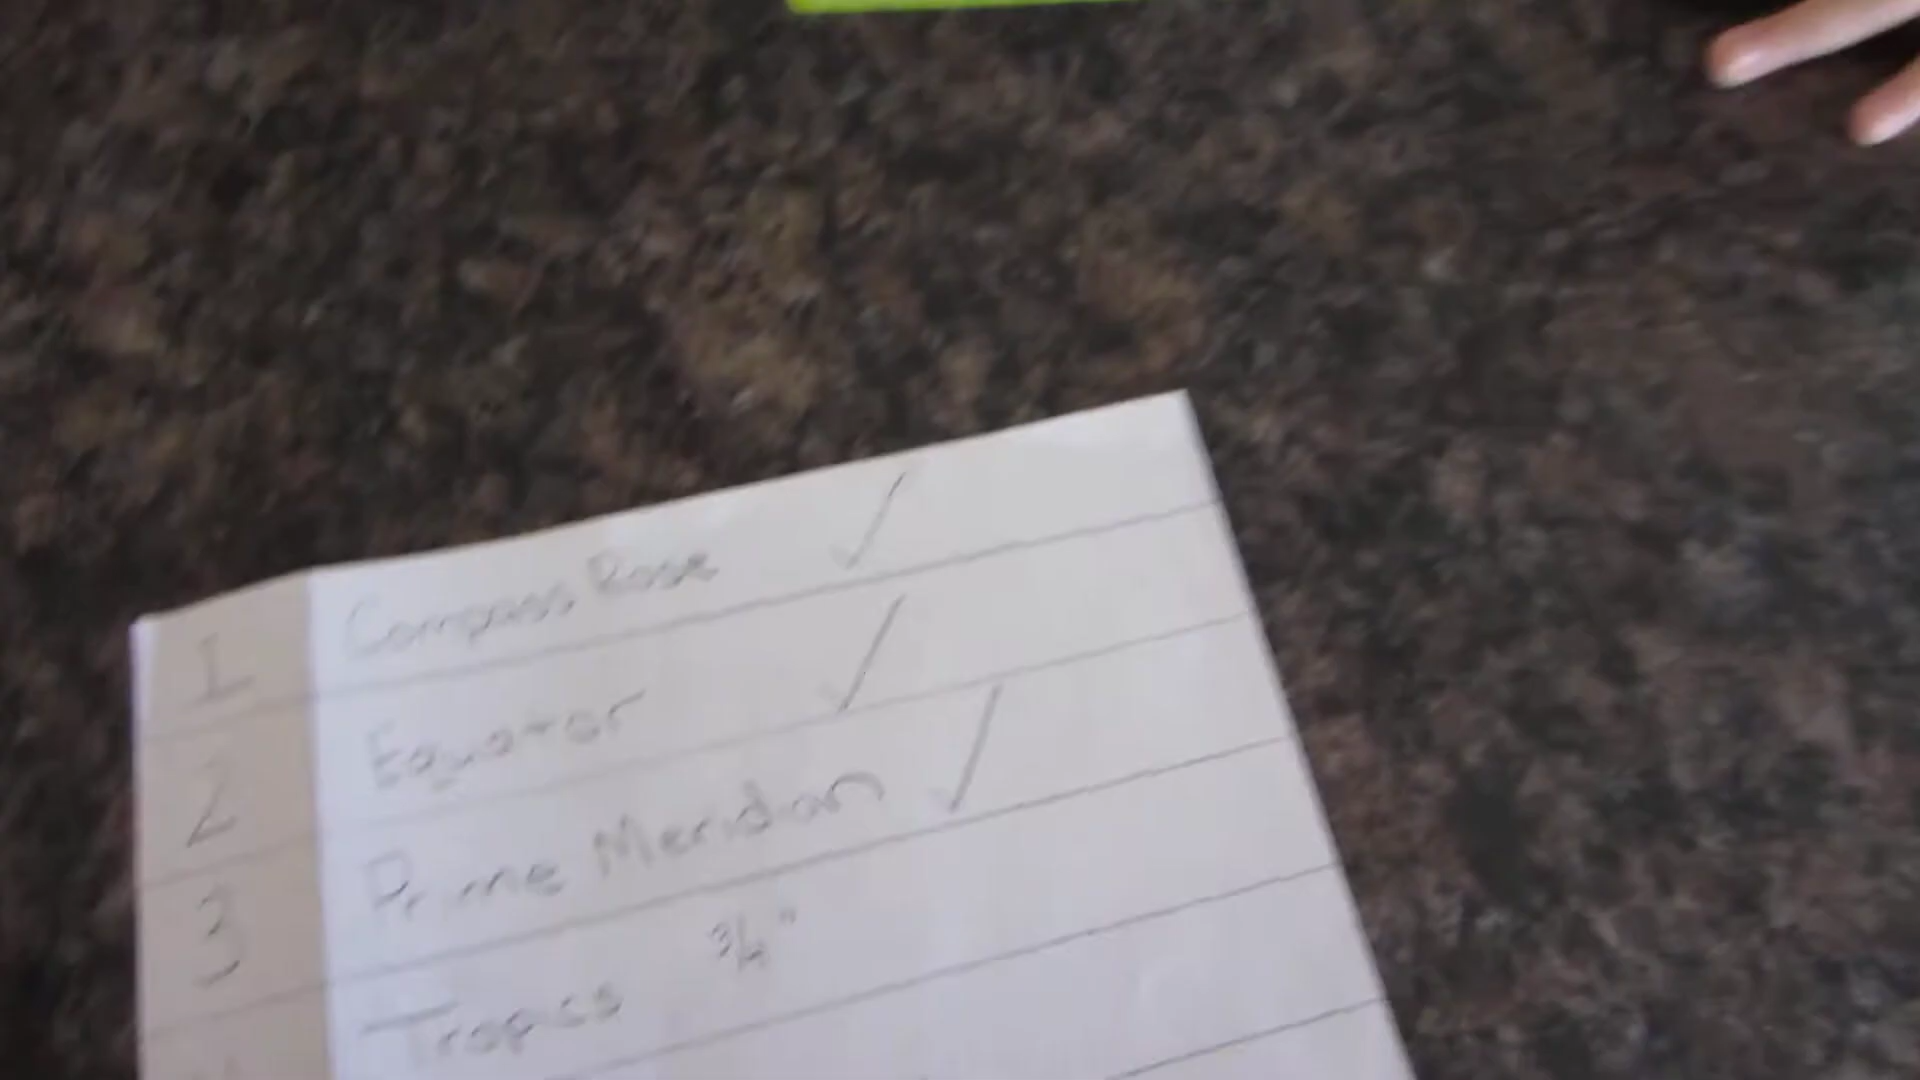 1 Compass Rose ✓
2 Equator ✓
3 Prime Meridian ✓
Tropics 3/4"